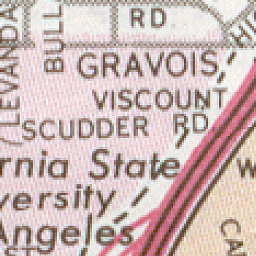 RD
LEVANDA
BULL
GRAVOIS
VISCOUNT
SCUDDER RD
rnia State
versity
Angeles